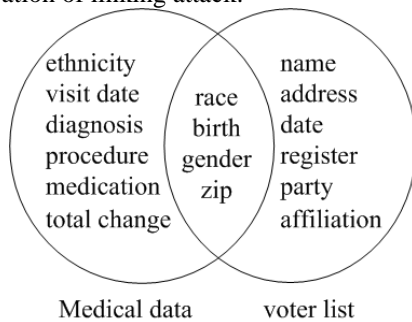 ation of linking attack.
ethnicity
visit date
diagnosis
procedure
medication
total change
race
birth
gender
zip
name
address
date
register
party
affiliation
Medical data
voter list